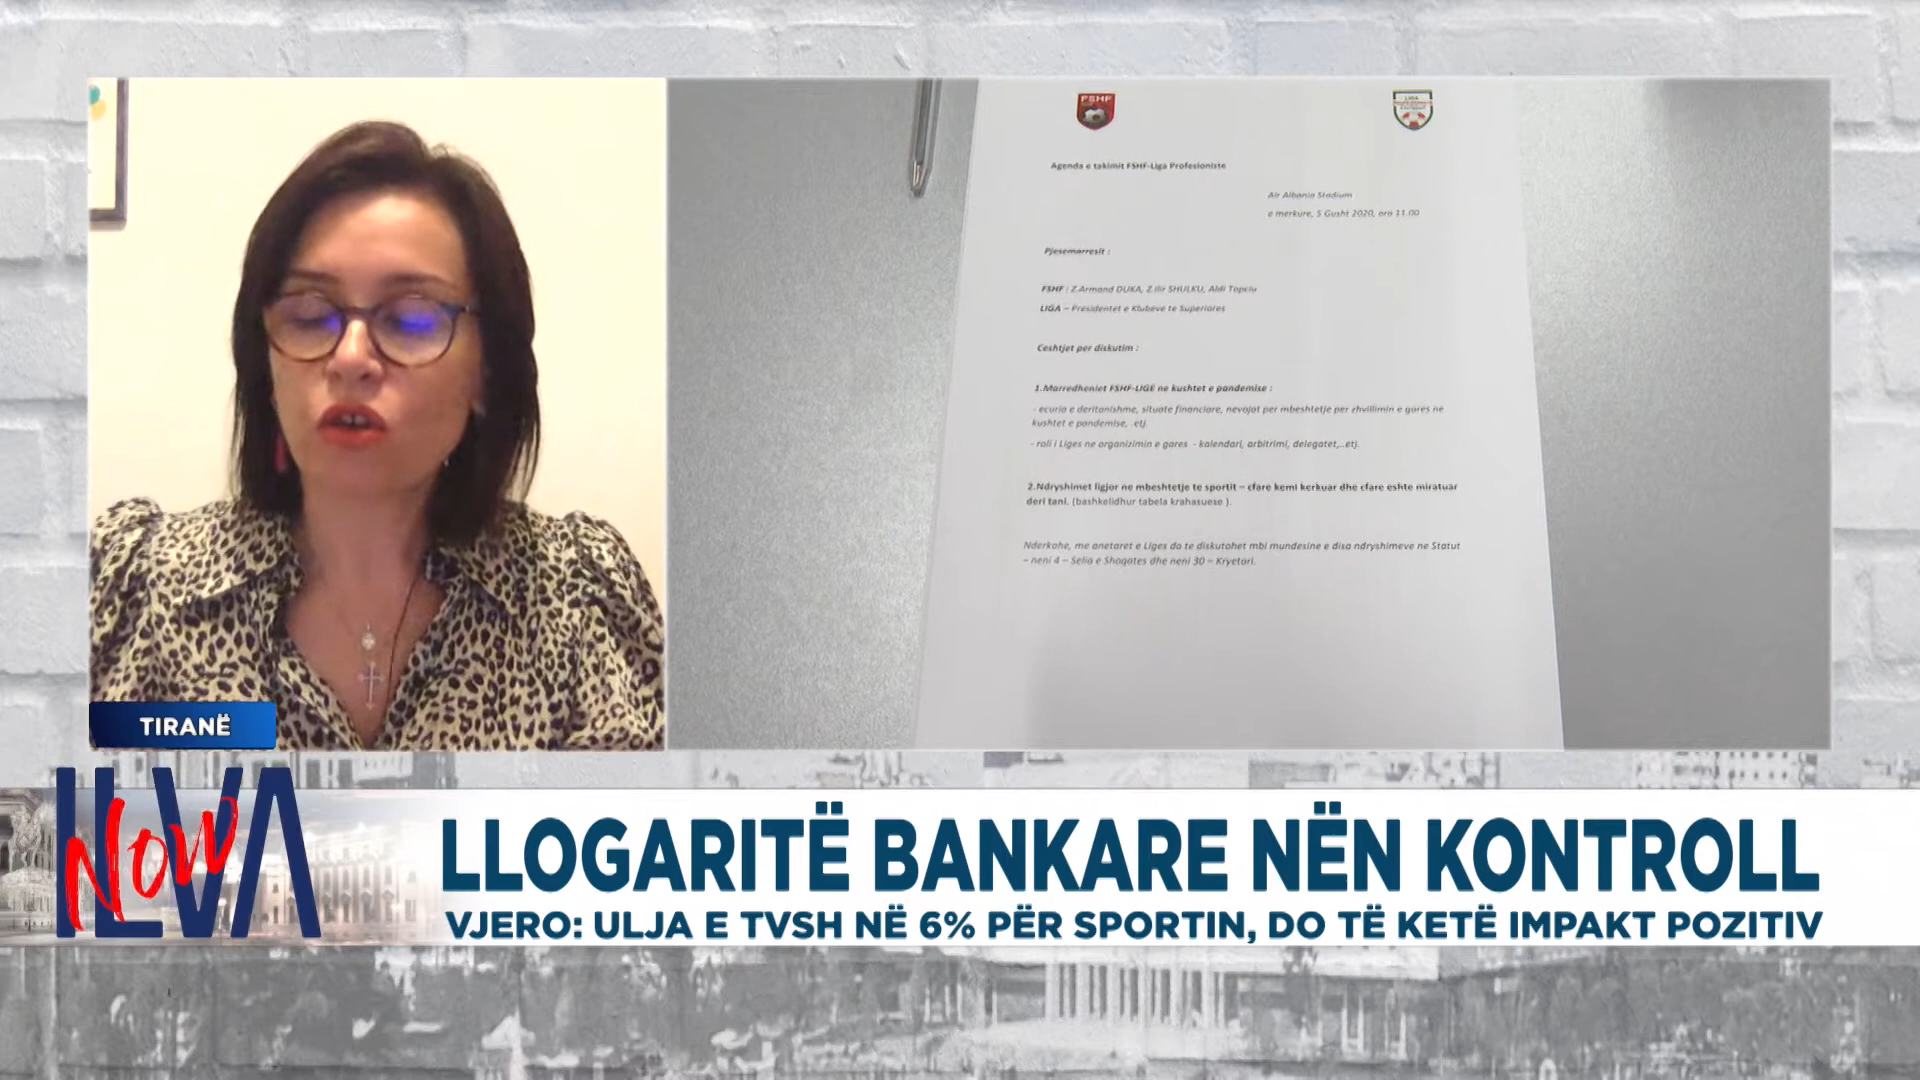 FSHF
LIGA
Agenda e takimit FSHF-Liga Profesioniste
Air Albania Stadium
e merkure, 5 Gusht 2020, ora 11.00
Pjesemarresit :
FSHF : Z.Armand DUKA, Z.Ilir SHULKU, Aldi Topciu
LIGA – Presidentet e Klubeve te Superiores
Ceshtjet per diskutim :
1.Marredheniet FSHF-LIGE ne kushtet e pandemise :
- ecuria e deritanishme, situate financiare, nevojat per mbeshtetje per zhvillimin e gares ne
kushtet e pandemise, .etj.
- roli i Liges ne organizimin e gares - kalendari, arbitrimi, delegatet,..etj.
2.Ndryshimet ligjor ne mbeshtetje te sportit – cfare kemi kerkuar dhe cfare eshte miratuar
deri tani. (bashkelidhur tabela krahasuese ).
Nderkohe, me anetaret e Liges do te diskutohet mbi mundesine e disa ndryshimeve ne Statut
– neni 4 – Selia e Shoqates dhe neni 30 – Kryetari.
TIRANË
ILVA
Now
LLOGARITË BANKARE NËN KONTROLL
VJERO: ULJA E TVSH NË 6% PËR SPORTIN, DO TË KETË IMPAKT POZITIV